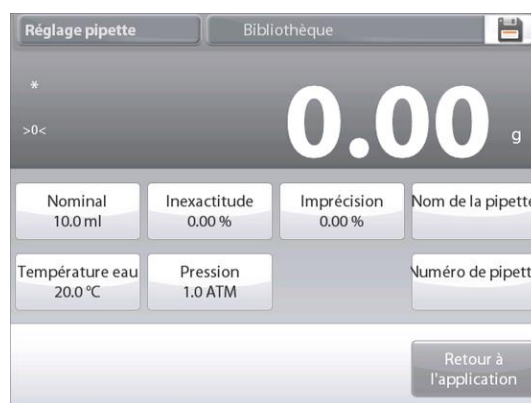 Réglage pipette
Bibliothèque
*
>0<
0.00 g
Nominal
10.0 ml
Inexactitude
0.00 %
Imprécision
0.00 %
Nom de la pipette
Température eau
20.0 °C
Pression
1.0 ATM
Numéro de pipett
Retour à
l'application